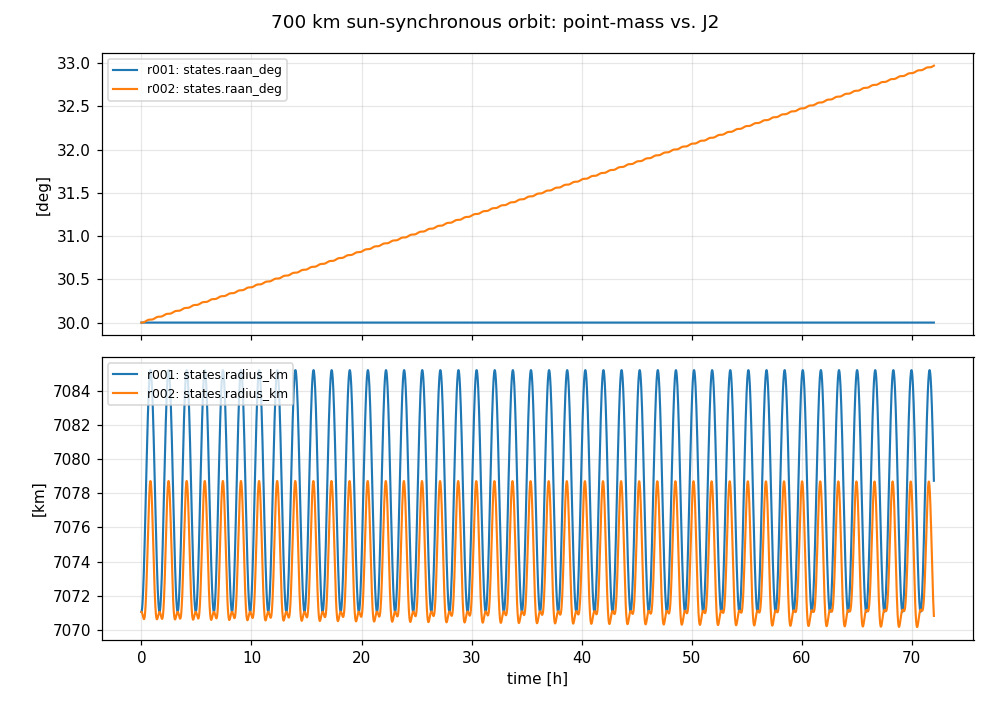 700 km sun-synchronous orbit: point-mass vs. J2
r001: states.raan_deg
r002: states.raan_deg
33.0
32.5
32.0
31.5
31.0
30.5
30.0
[deg]
r001: states.radius_km
r002: states.radius_km
7084
7082
7080
7078
7076
7074
7072
7070
[km]
0 10 20 30 40 50 60 70
time [h]